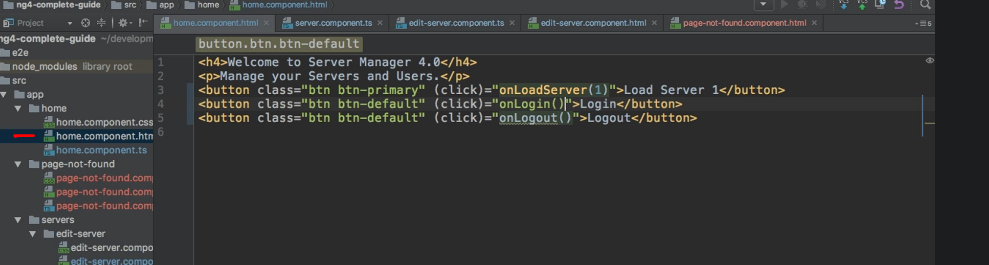 ng4-complete-guide src app home home.component.html
Project
home.component.html server.component.ts edit-server.component.ts edit-server.component.html page-not-found.component.html
ng4-complete-guide ~/developm
button.btn.btn-default
e2e
node_modules library root
src
app
home
home.component.css
home.component.htm
home.component.ts
page-not-found
page-not-found.comp
page-not-found.comp
page-not-found.comp
servers
edit-server
edit-server.compo
edit-server.compo
1 <h4>Welcome to Server Manager 4.0</h4>
2 <p>Manage your Servers and Users.</p>
3 <button class="btn btn-primary" (click)="onLoadServer(1)">Load Server 1</button>
4 <button class="btn btn-default" (click)="onLogin()">Login</button>
5 <button class="btn btn-default" (click)="onLogout()">Logout</button>
6